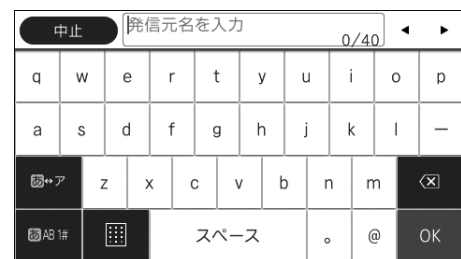 中止 発信元名を入力 0/40
q w e r t y u i o p
a s d f g h j k l ー
あ↔ア z x c v b n m
あAB1# スペース 。 @ OK